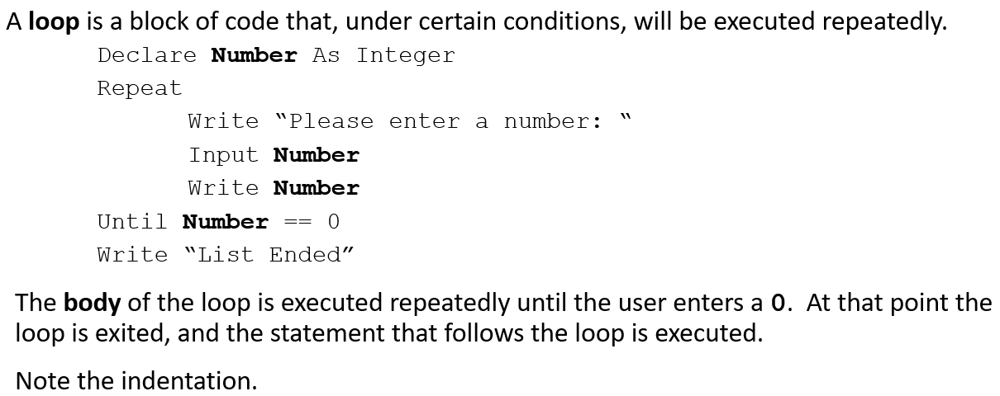 A loop is a block of code that, under certain conditions, will be executed repeatedly.
Declare Number As Integer
Repeat
Write “Please enter a number: “
Input Number
Write Number
Until Number == 0
Write “List Ended”
The body of the loop is executed repeatedly until the user enters a 0. At that point the
loop is exited, and the statement that follows the loop is executed.
Note the indentation.